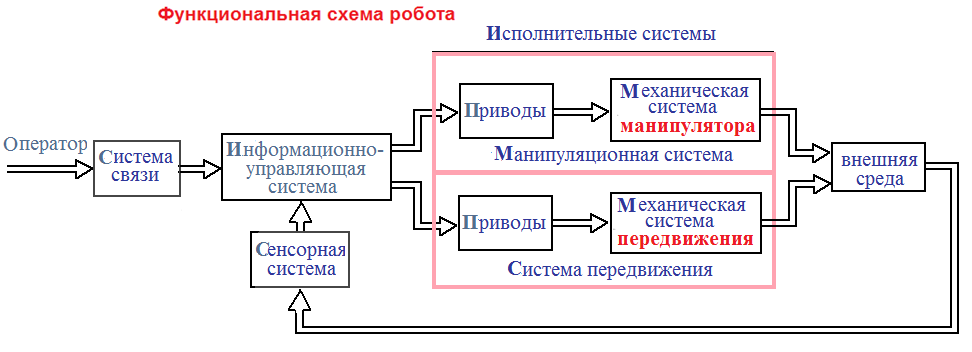 Функциональная схема робота
Исполнительные системы
Приводы
Механическая
система
манипулятора
Манипуляционная система
Оператор
Система
связи
Информационно-
управляющая
система
внешняя
среда
Приводы
Механическая
система
передвижения
Система передвижения
Сенсорная
система